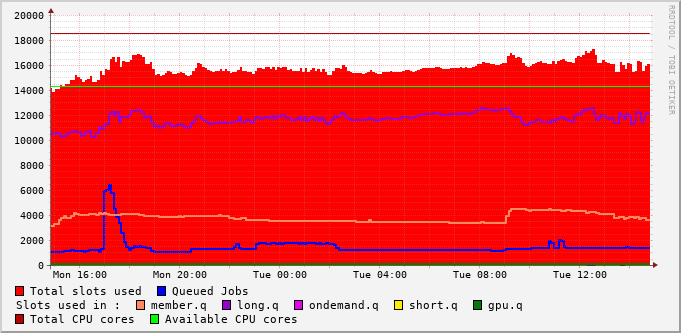 20000
18000
16000
14000
12000
10000
8000
6000
4000
2000
0
Mon 16:00 Mon 20:00 Tue 00:00 Tue 04:00 Tue 08:00 Tue 12:00
Total slots used Queued Jobs
Slots used in : member.q long.q ondemand.q short.q gpu.q
Total CPU cores Available CPU cores
RRDTOOL / TOBI OETIKER